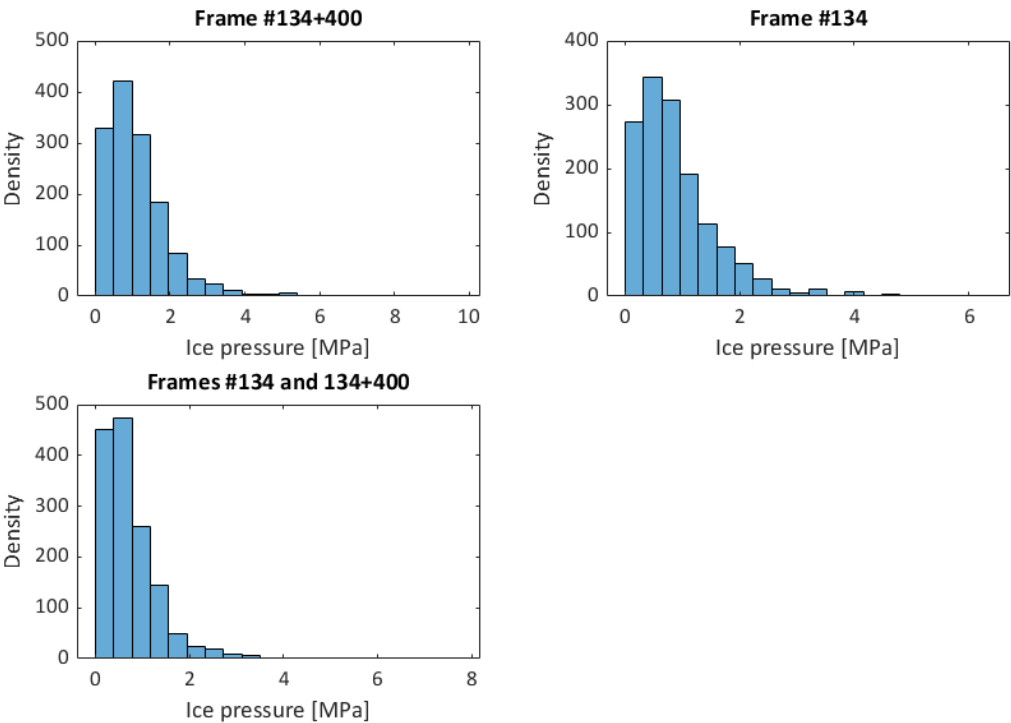 Frame #134+400
500
400
300
200
100
0
Density
0 2 4 6 8 10
Ice pressure [MPa]
Frame #134
400
300
200
100
0
Density
0 2 4 6
Ice pressure [MPa]
Frames #134 and 134+400
500
400
300
200
100
0
Density
0 2 4 6 8
Ice pressure [MPa]